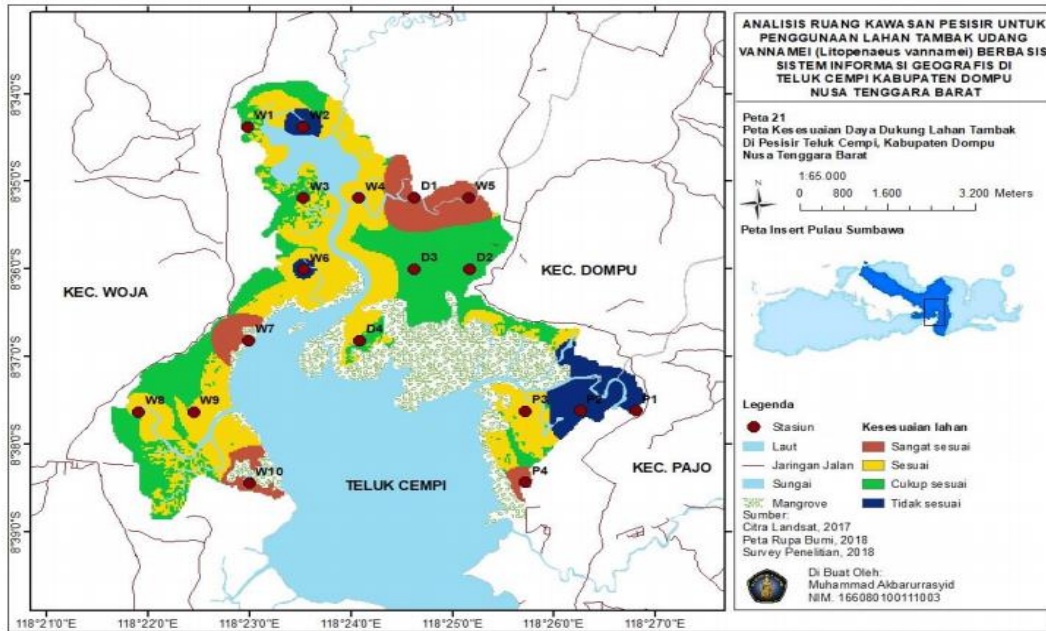 ANALISIS RUANG KAWASAN PESISIR UNTUK
PENGGUNAAN LAHAN TAMBAK UDANG
VANNAMEI (Litopenaeus vannamei) BERBASIS
SISTEM INFORMASI GEOGRAFIS DI
TELUK CEMPI KABUPATEN DOMPU
NUSA TENGGARA BARAT
Peta 21
Peta Kesesuaian Daya Dukung Lahan Tambak
Di Pesisir Teluk Cempi, Kabupaten Dompu
Nusa Tenggara Barat
1:65.000
N
0 800 1.600 3.200 Meters
Peta Insert Pulau Sumbawa
Legenda
Stasiun
Laut
Jaringan Jalan
Sungai
Mangrove
Kesesuaian lahan
Sangat sesuai
Sesuai
Cukup sesuai
Tidak sesuai
Sumber:
Citra Landsat, 2017
Peta Rupa Bumi, 2018
Survey Penelitian, 2018
Di Buat Oleh:
Muhammad Akbarurrasyid
NIM. 166080100111003
8°34'0"S
8°35'0"S
8°36'0"S
8°37'0"S
8°38'0"S
8°39'0"S
W1
W2
W3
W4
D1
W5
W6
D3
D2
KEC. WOJA
KEC. DOMPU
W7
D4
W8
W9
P3
P2
P1
W10
P4
KEC. PAJO
TELUK CEMPI
118°21'0"E
118°22'0"E
118°23'0"E
118°24'0"E
118°25'0"E
118°26'0"E
118°27'0"E